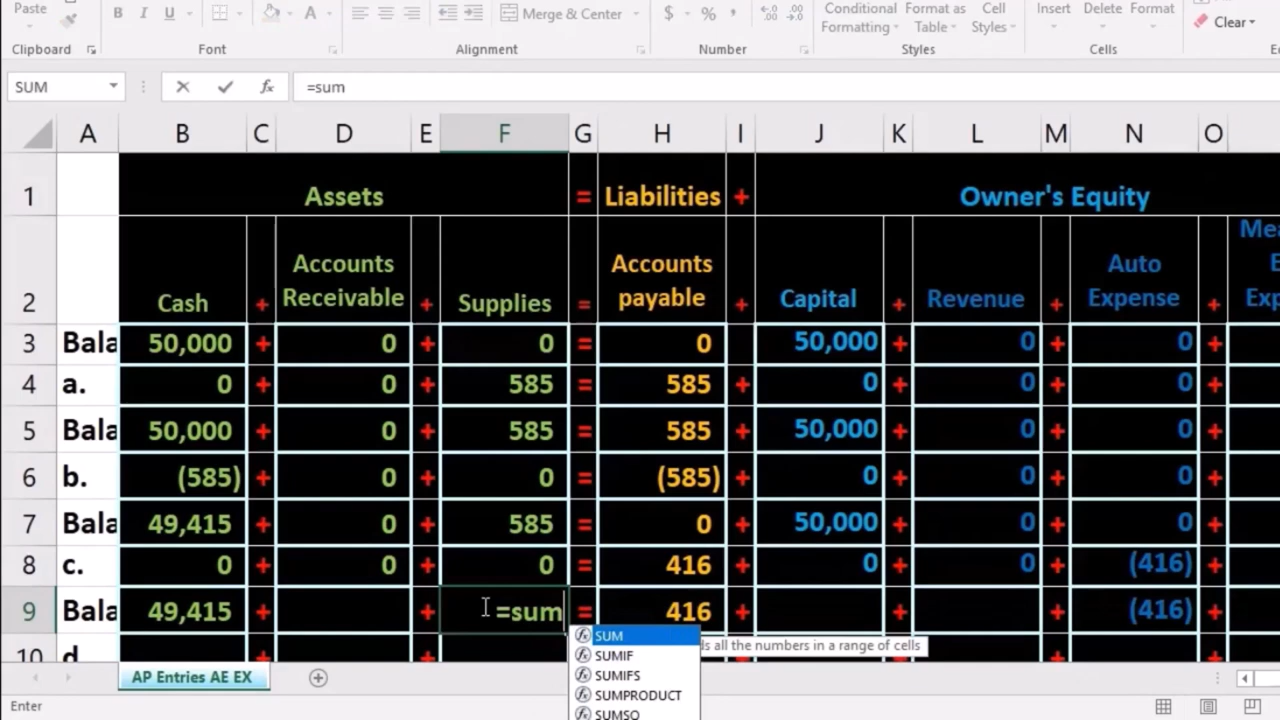 Paste
B I U A Merge & Center $ % , Conditional Formatting Format as Table Cell Styles Insert Delete Format Clear
Clipboard Font Alignment Number Styles Cells
SUM fx =sum
A B C D E F G H I J K L M N O
1 Assets = Liabilities + Owner's Equity
2 Cash + Accounts Receivable + Supplies = Accounts payable + Capital + Revenue + Auto Expense +
3 Bala 50,000 + 0 + 0 = 0 50,000 + 0 + 0 +
4 a. 0 + 0 + 585 = 585 + 0 + 0 + 0 +
5 Bala 50,000 + 0 + 585 = 585 + 50,000 + 0 + 0 +
6 b. (585) + 0 + 0 = (585) + 0 + 0 + 0 +
7 Bala 49,415 + 0 + 585 = 0 + 50,000 + 0 + 0 +
8 c. 0 + 0 + 0 = 416 + 0 + 0 + (416) +
9 Bala 49,415 + + =sum = 416 + + + (416) +
10 d
SUM ds all the numbers in a range of cells
SUMIF
SUMIFS
SUMPRODUCT
SUMSQ
AP Entries AE EX
Enter